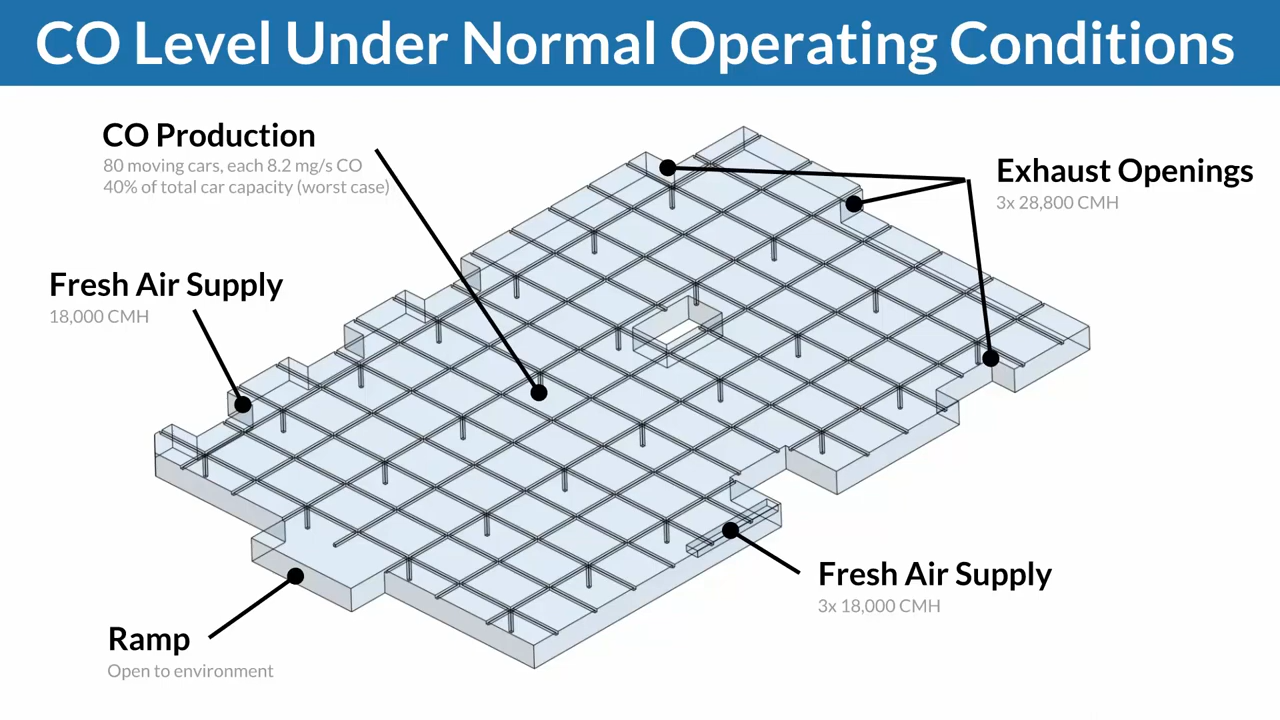 CO Level Under Normal Operating Conditions
CO Production
80 moving cars, each 8.2 mg/s CO
40% of total car capacity (worst case)
Exhaust Openings
3x 28,800 CMH
Fresh Air Supply
18,000 CMH
Fresh Air Supply
3x 18,000 CMH
Ramp
Open to environment